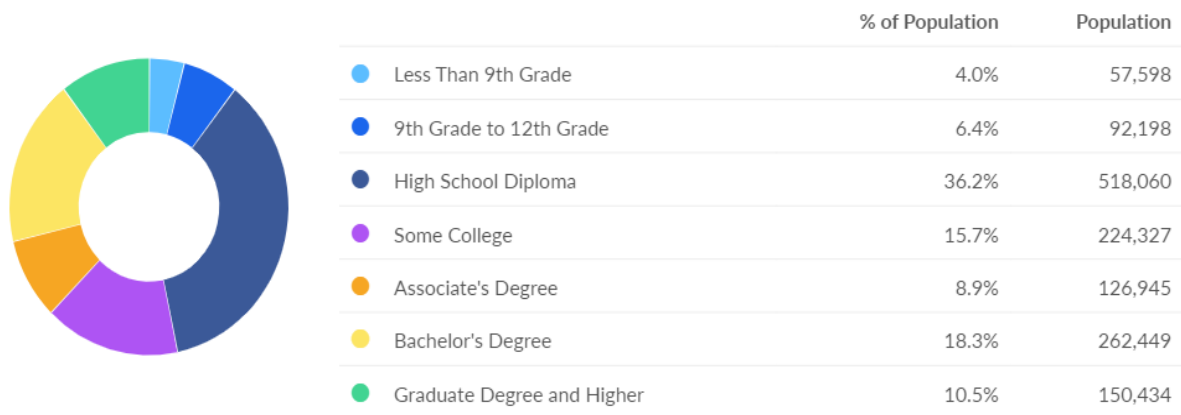 % of Population Population
Less Than 9th Grade 4.0% 57,598
9th Grade to 12th Grade 6.4% 92,198
High School Diploma 36.2% 518,060
Some College 15.7% 224,327
Associate's Degree 8.9% 126,945
Bachelor's Degree 18.3% 262,449
Graduate Degree and Higher 10.5% 150,434